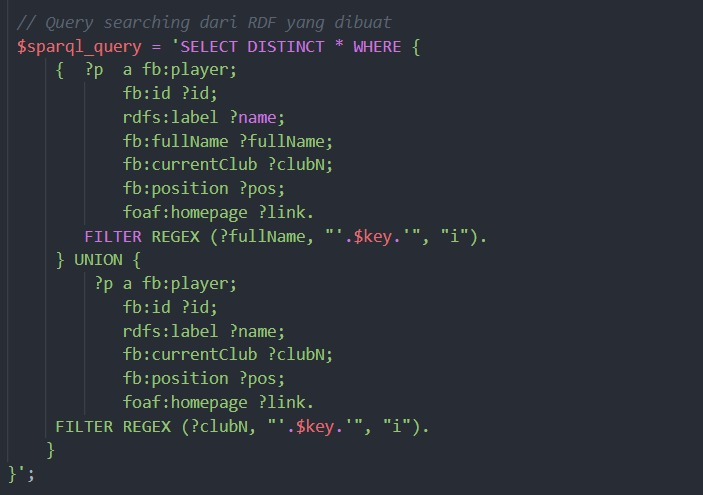 // Query searching dari RDF yang dibuat
$sparql_query = 'SELECT DISTINCT * WHERE {
{ ?p a fb:player;
fb:id ?id;
rdfs:label ?name;
fb:fullName ?fullName;
fb:currentClub ?clubN;
fb:position ?pos;
foaf:homepage ?link.
FILTER REGEX (?fullName, "'.$key.'", "i").
} UNION {
?p a fb:player;
fb:id ?id;
rdfs:label ?name;
fb:currentClub ?clubN;
fb:position ?pos;
foaf:homepage ?link.
FILTER REGEX (?clubN, "'.$key.'", "i").
}
}';